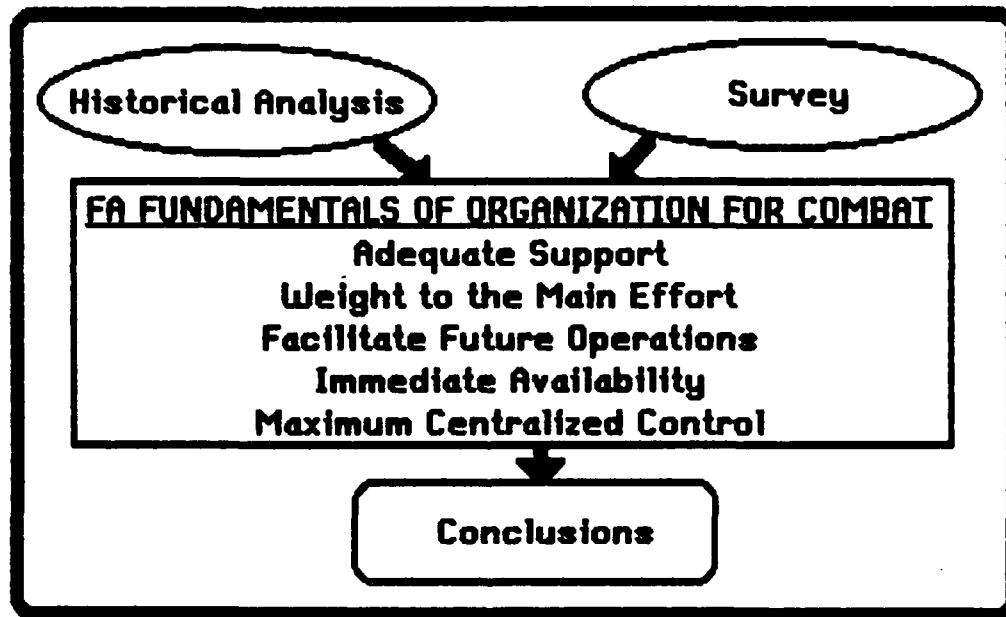 Historical Analysis
Survey
FA FUNDAMENTALS OF ORGANIZATION FOR COMBAT
Adequate Support
Weight to the Main Effort
Facilitate Future Operations
Immediate Availability
Maximum Centralized Control
Conclusions